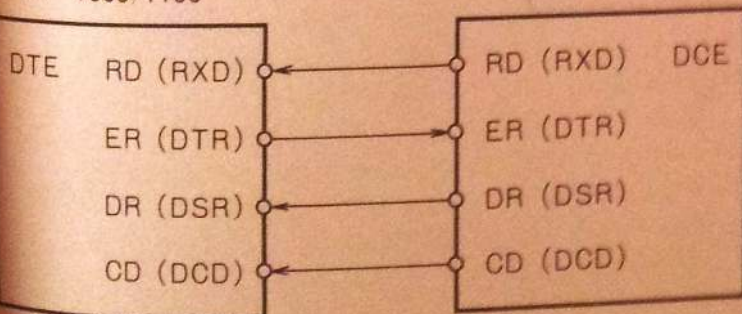 DTE RD (RXD) RD (RXD) DCE
ER (DTR) ER (DTR)
DR (DSR) DR (DSR)
CD (DCD) CD (DCD)